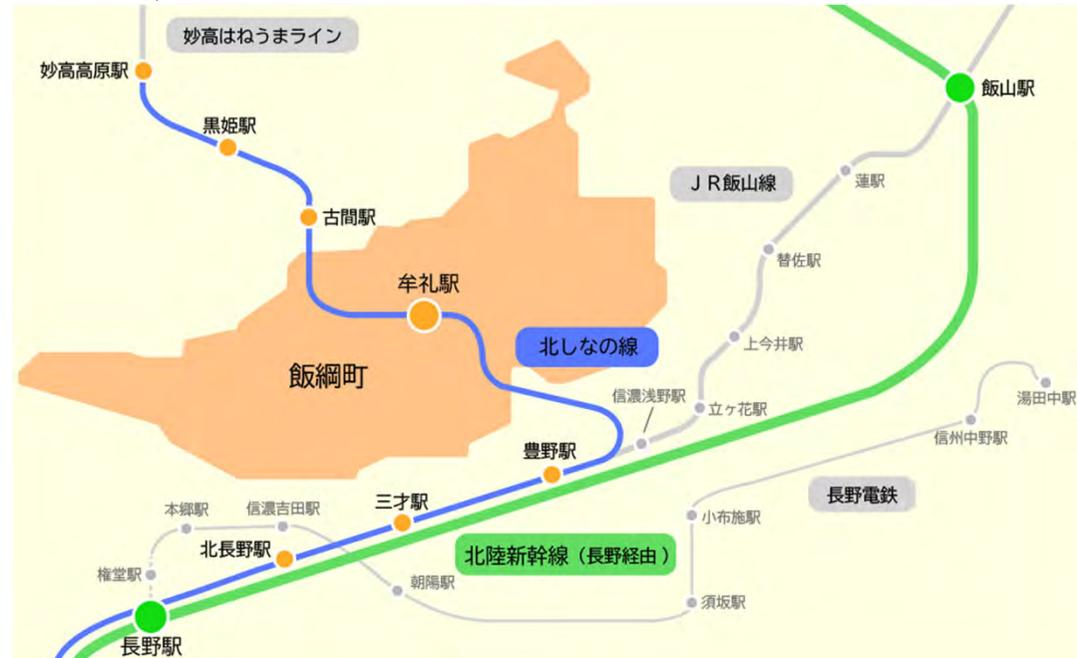 妙高はねうまライン
妙高高原駅
飯山駅
黒姫駅
JR飯山線
蓮駅
古間駅
替佐駅
牟礼駅
北しなの線
上今井駅
飯綱町
信濃浅野駅
湯田中駅
立ヶ花駅
信州中野駅
豊野駅
長野電鉄
三才駅
本郷駅
信濃吉田駅
小布施駅
北長野駅
北陸新幹線（長野経由）
権堂駅
朝陽駅
須坂駅
長野駅